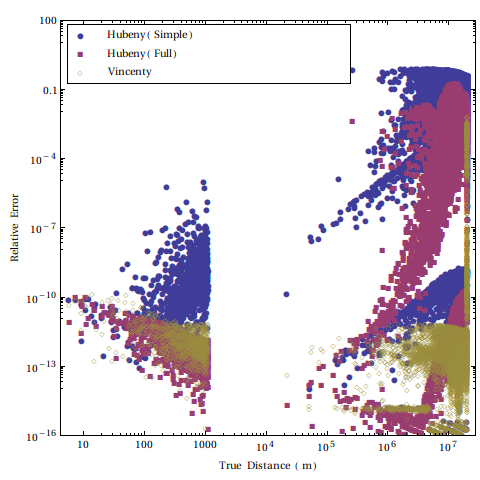 100
0.1
10^-4
10^-7
10^-10
10^-13
10^-16
Relative Error
Hubeny( Simple)
Hubeny( Full)
Vincenty
10 100 1000 10^4 10^5 10^6 10^7
True Distance ( m)